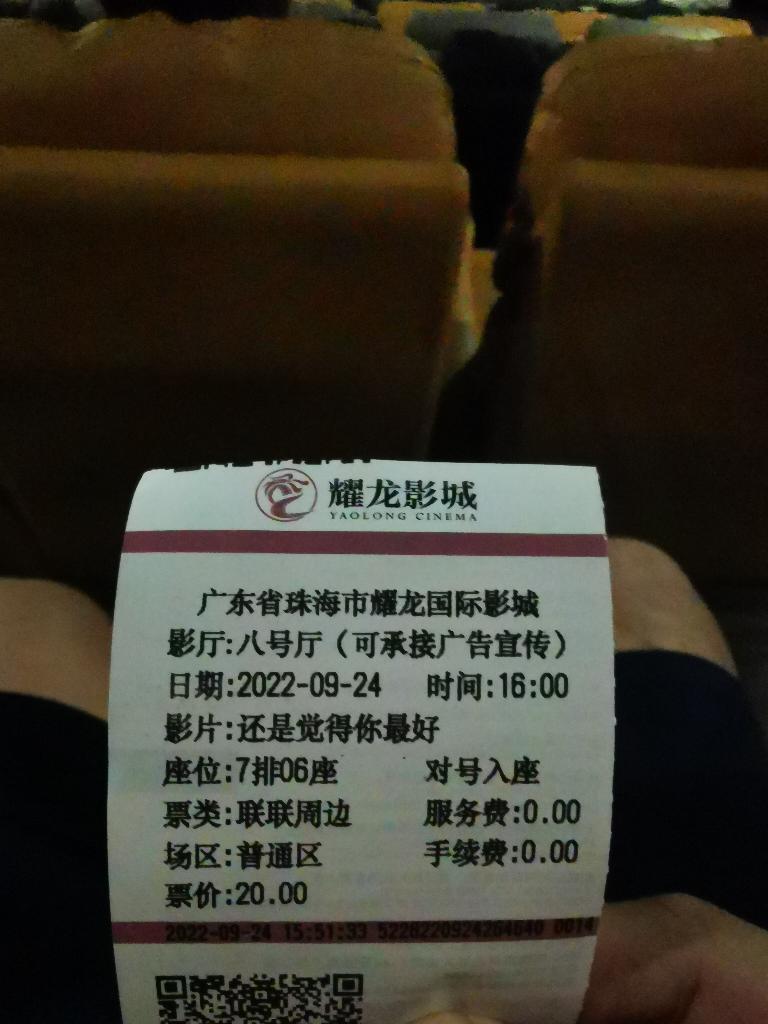 耀龙影城
YAOLONG CINEMA
广东省珠海市耀龙国际影城
影厅:八号厅（可承接广告宣传）
日期:2022-09-24 时间:16:00
影片:还是觉得你最好
座位:7排06座 对号入座
票类:联联周边 服务费:0.00
场区:普通区 手续费:0.00
票价:20.00
2022-09-24 15:51:33 5228220924264640 0014